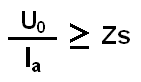 U₀
Iₐ ≥ Zs